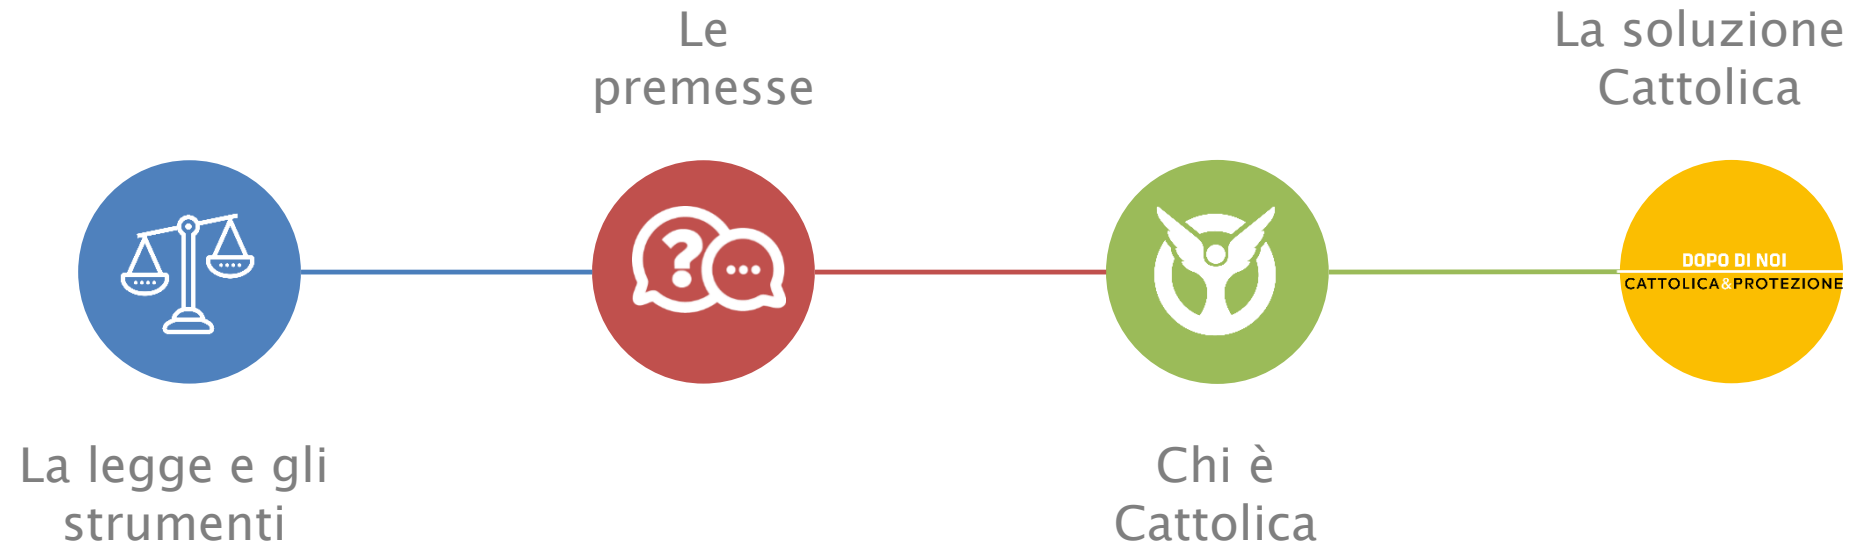 La legge e gli
strumenti
Le
premesse
?
Chi è
Cattolica
La soluzione
Cattolica
DOPO DI NOI
CATTOLICA&PROTEZIONE